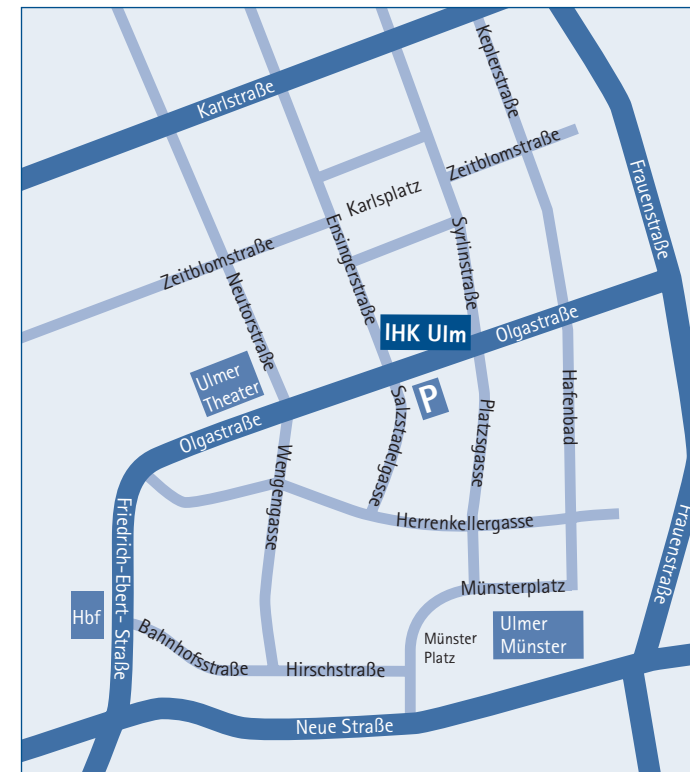 Keplerstraße
Karlstraße
Zeitblomstraße
Frauenstraße
Karlsplatz
Ensingerstraße
Syrlinstraße
Zeitblomstraße
Neutorstraße
IHK Ulm
Olgastraße
Ulmer
Theater
P
Salzstadelgasse
Platzsgasse
Hafenbad
Olgastraße
Wengengasse
Friedrich-Ebert- Straße
Herrenkellergasse
Frauenstraße
Münsterplatz
Hbf
Bahnhofsstraße
Hirschstraße
Münster
Platz
Ulmer
Münster
Neue Straße